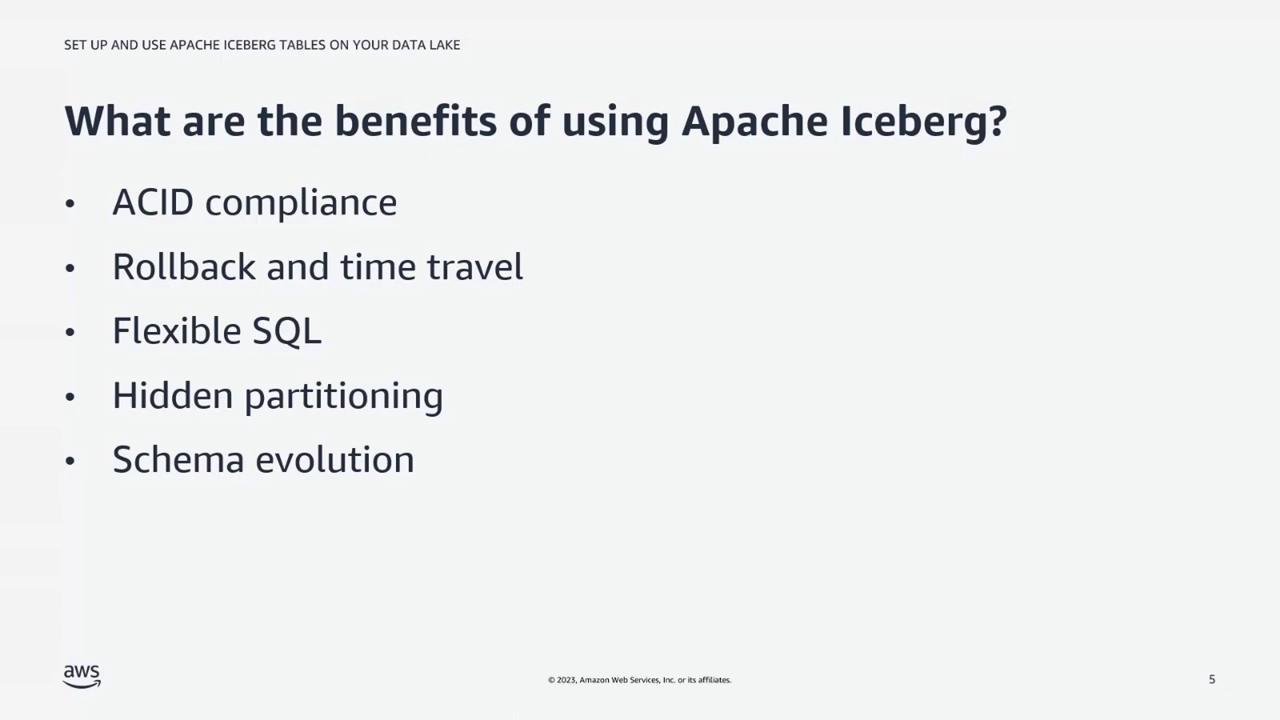 SET UP AND USE APACHE ICEBERG TABLES ON YOUR DATA LAKE
What are the benefits of using Apache Iceberg?
• ACID compliance
• Rollback and time travel
• Flexible SQL
• Hidden partitioning
• Schema evolution
aws
© 2023, Amazon Web Services, Inc. or its affiliates.
5